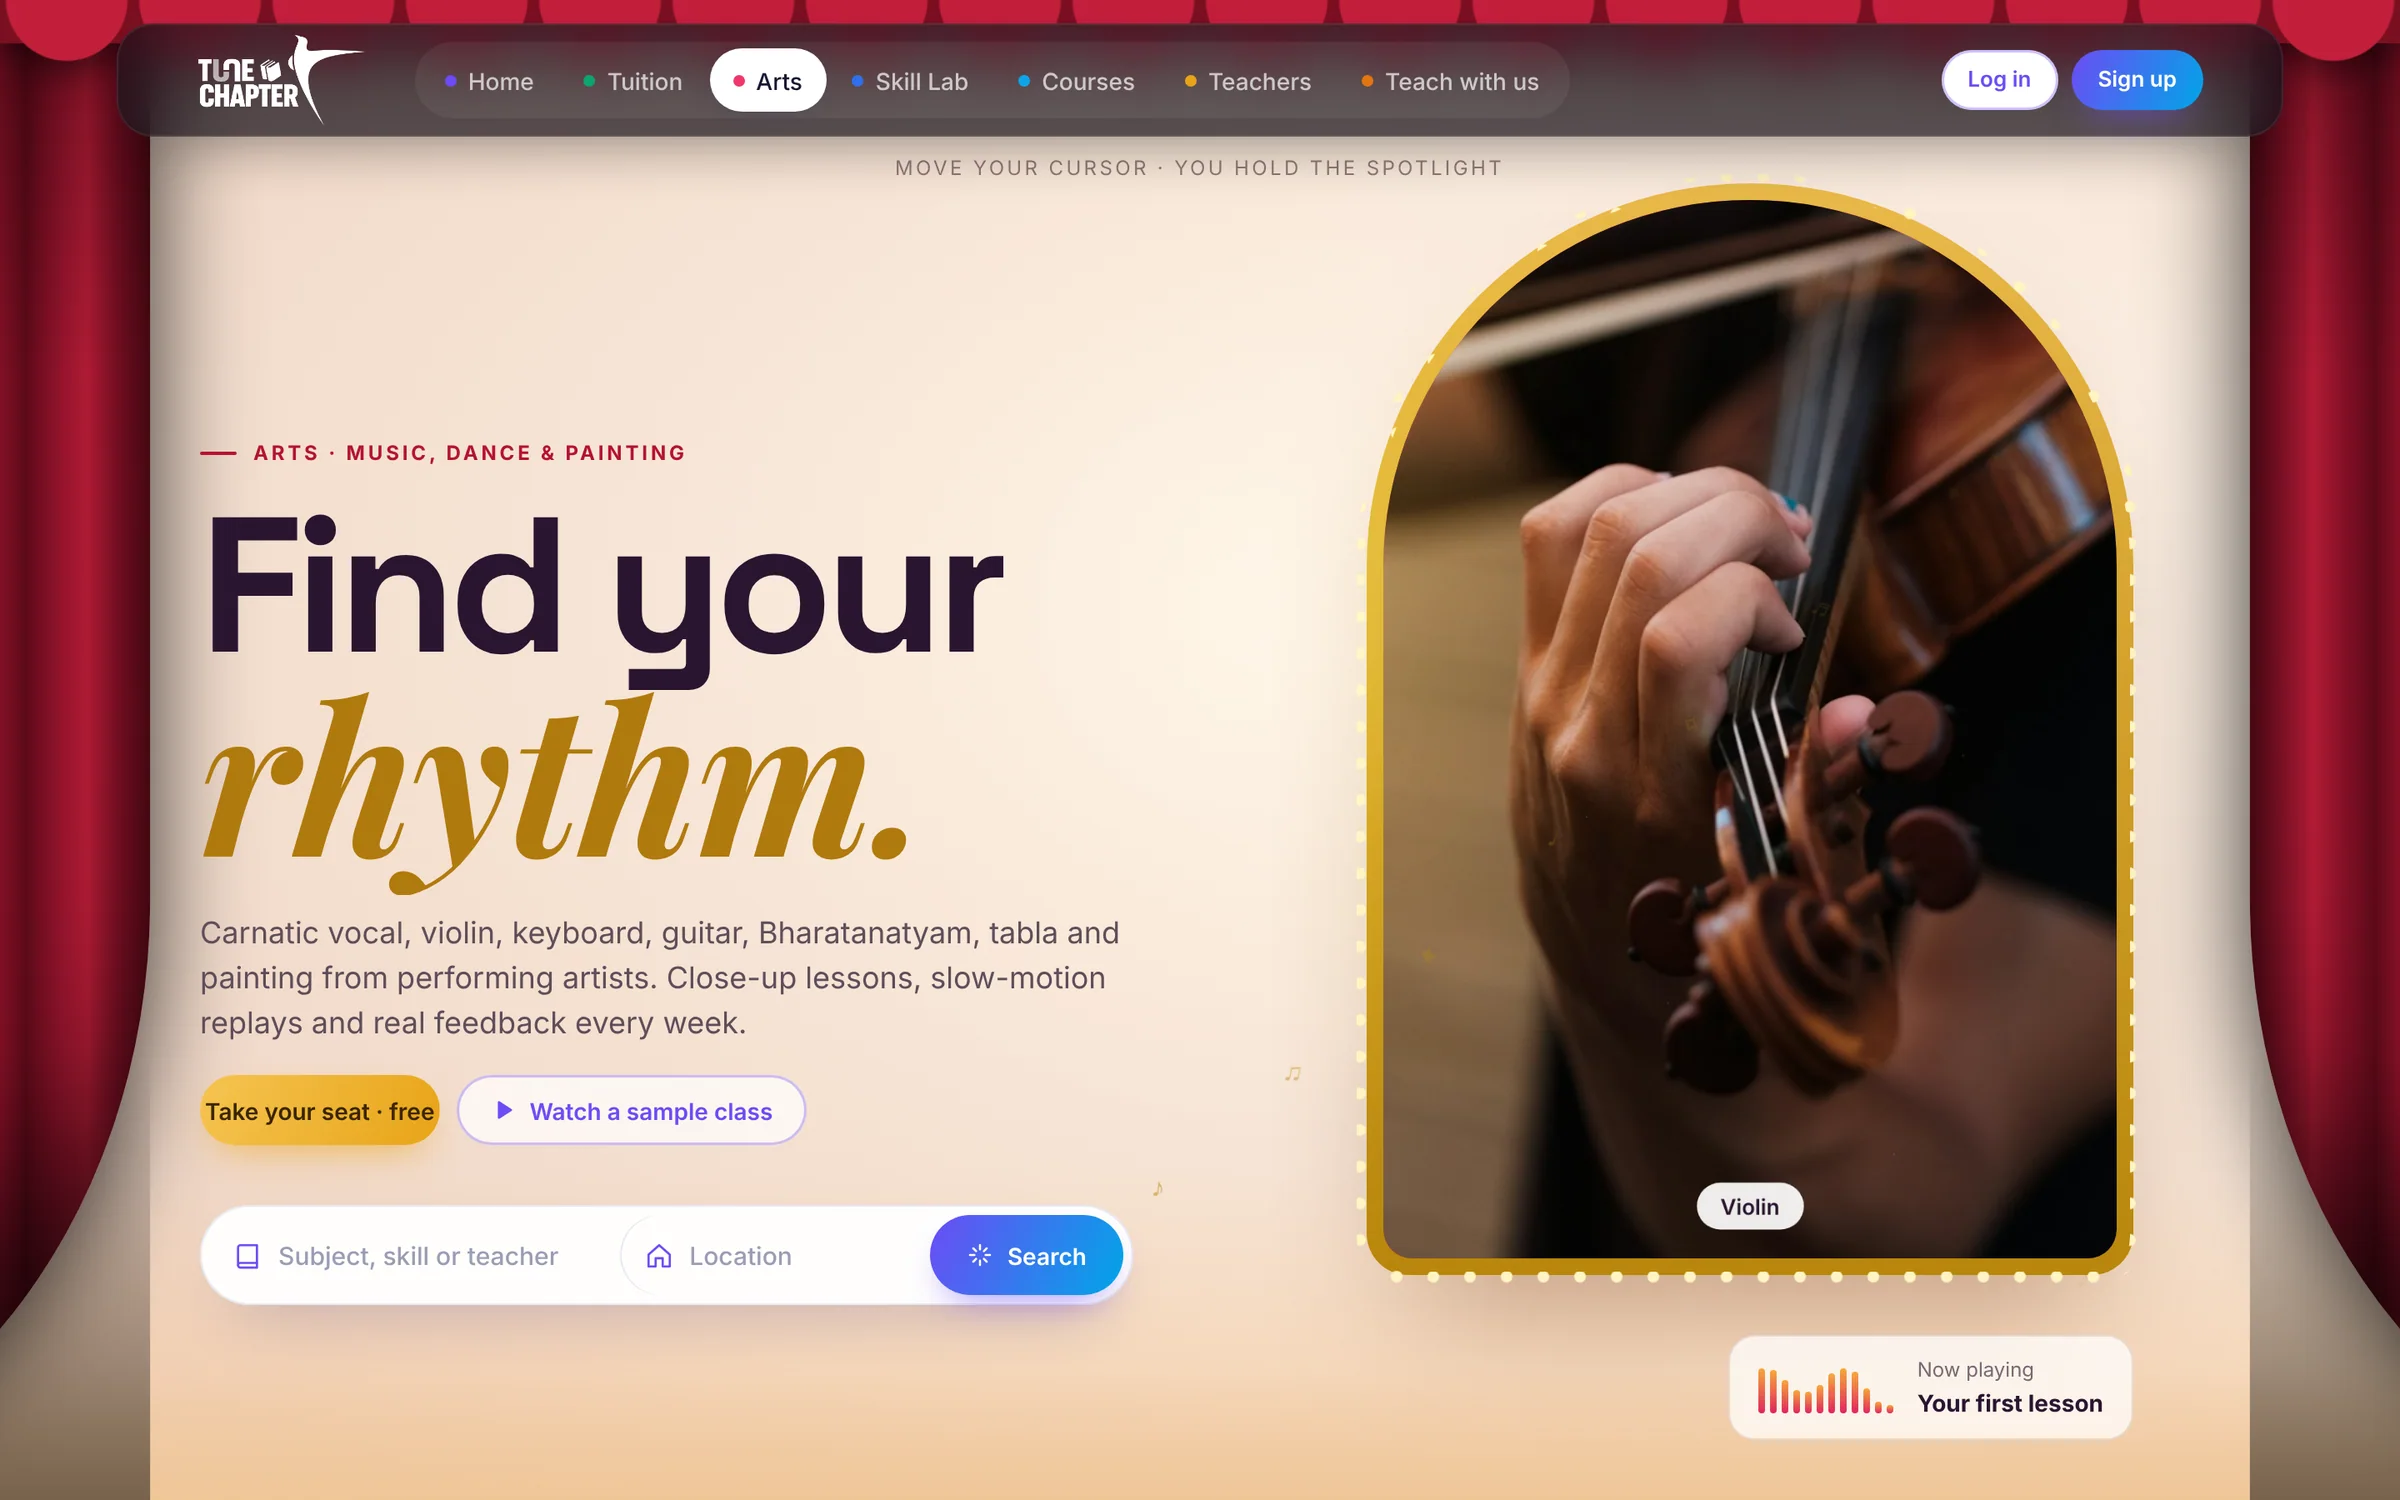 TUNE
CHAPTER
Home
Tuition
Arts
Skill Lab
Courses
Teachers
Teach with us
Log in
Sign up
MOVE YOUR CURSOR · YOU HOLD THE SPOTLIGHT
ARTS · MUSIC, DANCE & PAINTING
Find your
rhythm.
Carnatic vocal, violin, keyboard, guitar, Bharatanatyam, tabla and
painting from performing artists. Close-up lessons, slow-motion
replays and real feedback every week.
Take your seat · free
Watch a sample class
Subject, skill or teacher
Location
Search
Violin
Now playing
Your first lesson